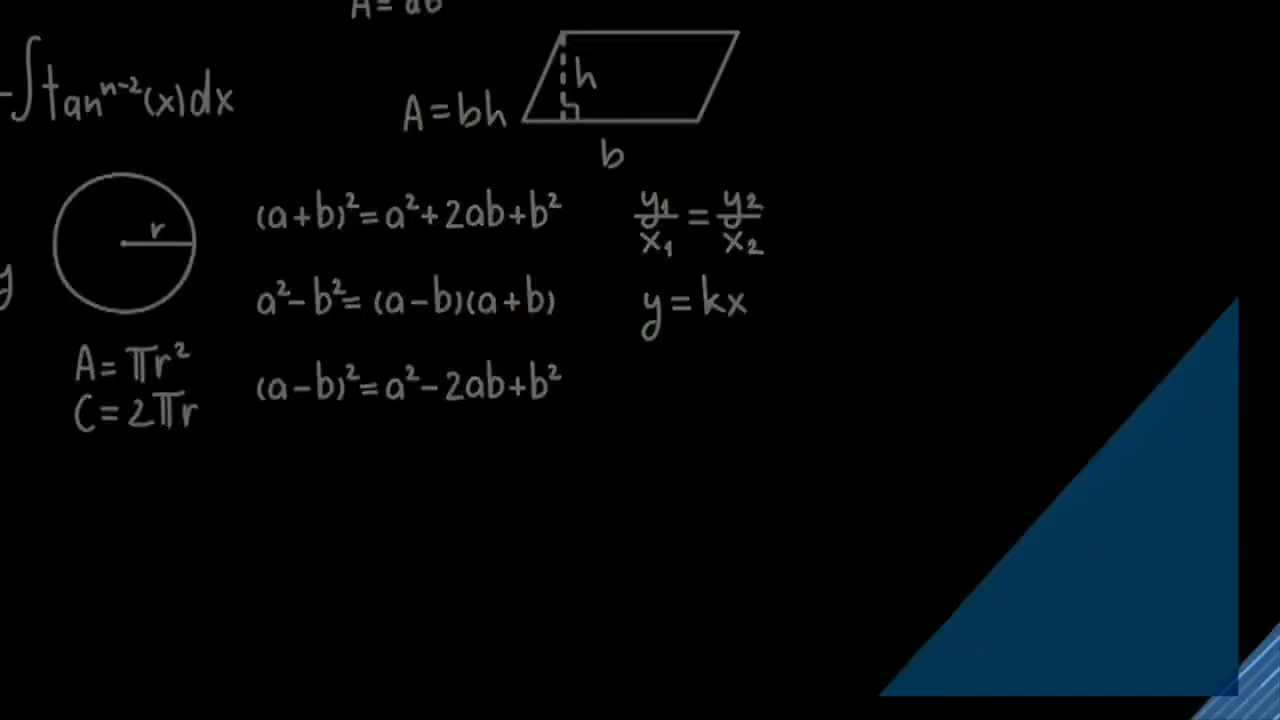 A = ab
-∫tanⁿ⁻²(x)dx
h
A = bh
b
r
(a+b)² = a² + 2ab + b²
y₁/x₁ = y₂/x₂
y
a² - b² = (a-b)(a+b)
y = kx
A = πr²
(a-b)² = a² - 2ab + b²
C = 2πr